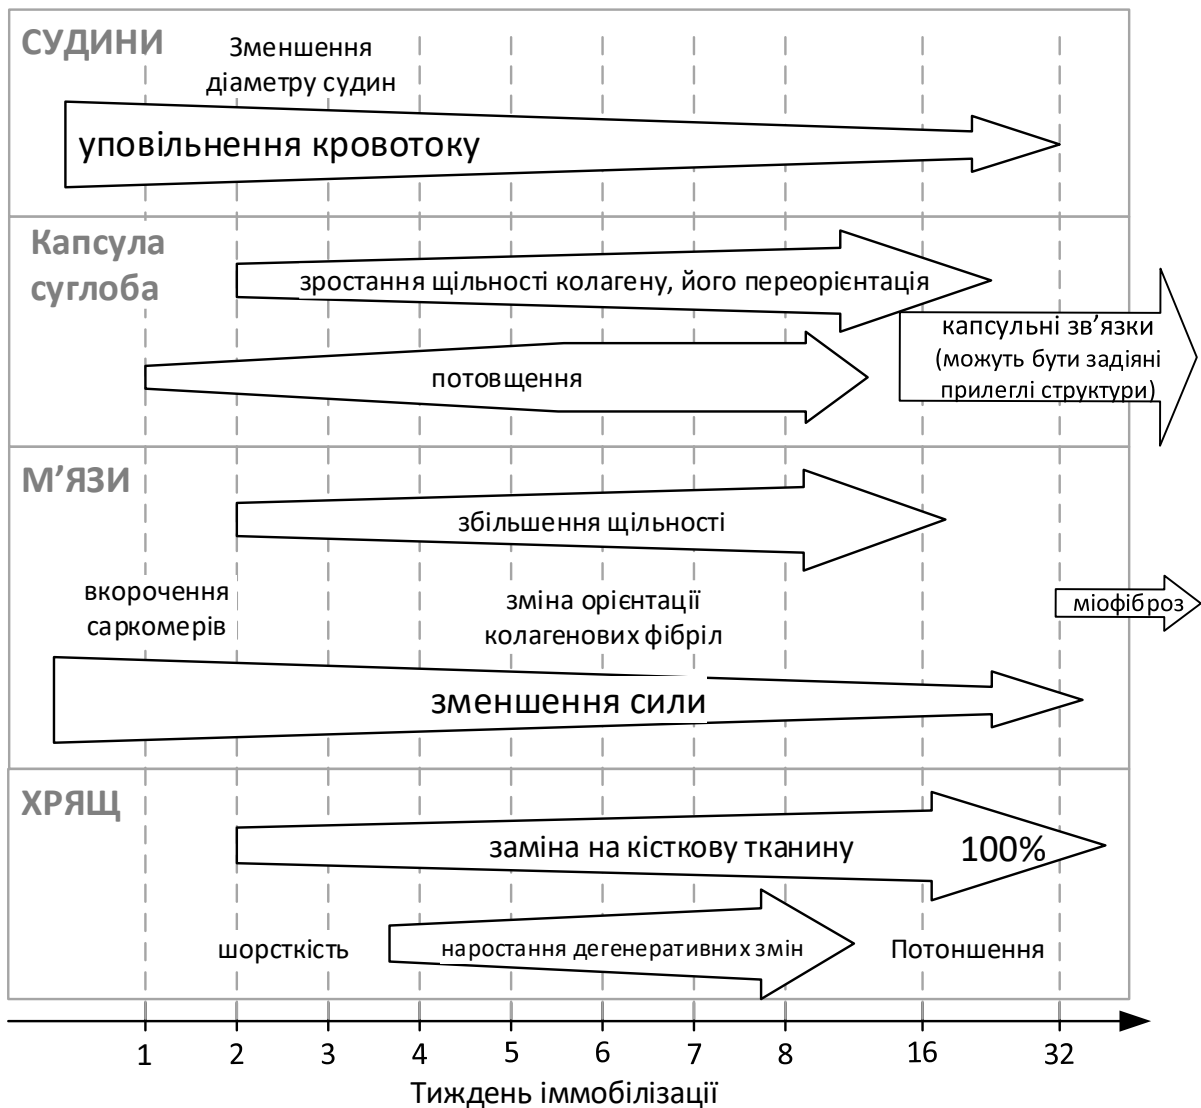 СУДИНИ
Зменшення
діаметру судин
уповільнення кровотоку
Капсула
суглоба
зростання щільності колагену, його переорієнтація
капсульні зв’язки
(можуть бути задіяні
прилеглі структури)
потовщення
М’ЯЗИ
збільшення щільності
вкорочення
саркомерів
зміна орієнтації
колагенових фібріл
міофіброз
зменшення сили
ХРЯЩ
заміна на кісткову тканину 100%
шорсткість
наростання дегенеративних змін
Потоншення
1 2 3 4 5 6 7 8 16 32
Тиждень іммобілізації